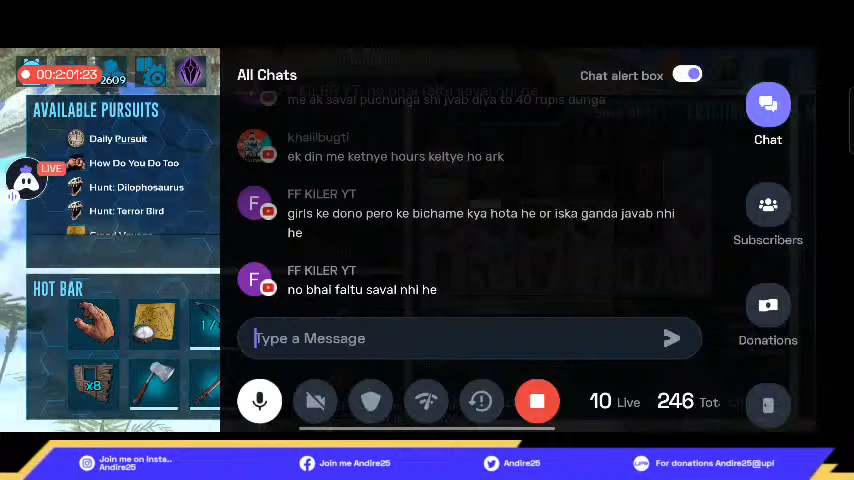 00:2:01:23
2609
AVAILABLE PURSUITS
Daily Pursuit
How Do You Do Too
Hunt: Dilophosaurus
Hunt: Terror Bird
LIVE
HOT BAR
1/
x8
All Chats
Chat alert box
me ak saval puchunga shi jvab diya to 40 rupis dunga
khalilbugti
ek din me ketnye hours keltye ho ark
F
FF KILER YT
girls ke dono pero ke bichame kya hota he or iska ganda javab nhi
he
F
FF KILER YT
no bhai faltu saval nhi he
Type a Message
10 Live 246 Tot
Chat
Subscribers
Donations
Join me on insta..
Andire25
Join me Andire25
Andire25
UPI
For donations Andire25@upi